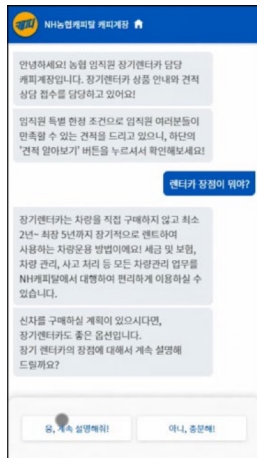 캐피
NH농협캐피탈 캐피계장
안녕하세요! 농협 임직원 장기렌터카 담당
캐피계장입니다. 장기렌터카 상품 안내와 견적
상담 접수를 담당하고 있어요!
임직원 특별 한정 조건으로 임직원 여러분들이
만족할 수 있는 견적을 드리고 있으니, 하단의
'견적 알아보기' 버튼을 누르셔서 확인해보세요!
렌터카 장점이 뭐야?
장기렌터카는 차량을 직접 구매하지 않고 최소
2년~ 최장 5년까지 장기적으로 렌트하여
사용하는 차량운용 방법이에요! 세금 및 보험,
차량 관리, 사고 처리 등 모든 차량관리 업무를
NH캐피탈에서 대행하여 편리하게 이용하실 수
있습니다.
신차를 구매하실 계획이 있으시다면,
장기렌터카도 좋은 옵션입니다.
장기 렌터카의 장점에 대해서 계속 설명해
드릴까요?
응, 계속 설명해줘!
아니, 충분해!